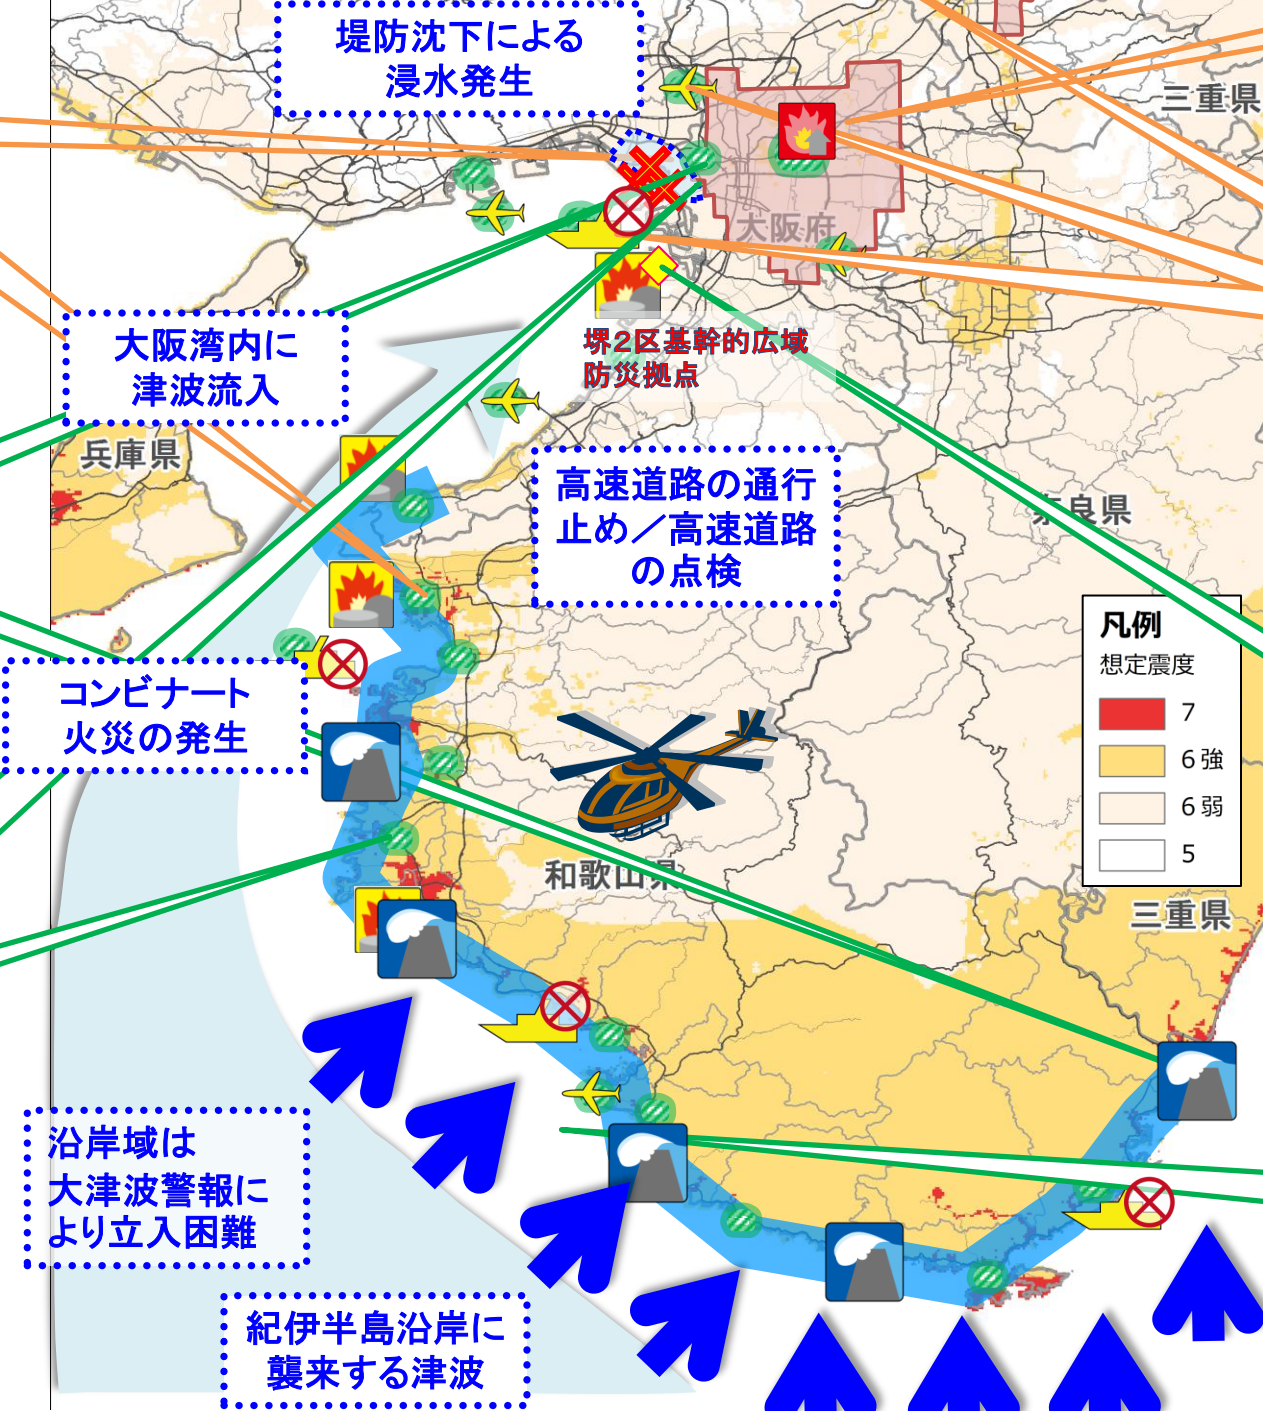 堤防沈下による
浸水発生
三重県
大阪府
大阪湾内に
津波流入
堺2区基幹的広域
防災拠点
兵庫県
高速道路の通行
止め／高速道路
の点検
奈良県
凡例
想定震度
7
6強
6弱
5
コンビナート
火災の発生
和歌山県
三重県
沿岸域は
大津波警報に
より立入困難
紀伊半島沿岸に
襲来する津波